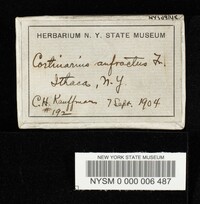 HERBARIUM N. Y. STATE MUSEUM
Cortinarius anfractus Fr.
Ithaca, N.Y
C.H. Kauffman 7 Sept. 1904
NEW YORK STATE MUSEUM
NYSM 0 000 006 487